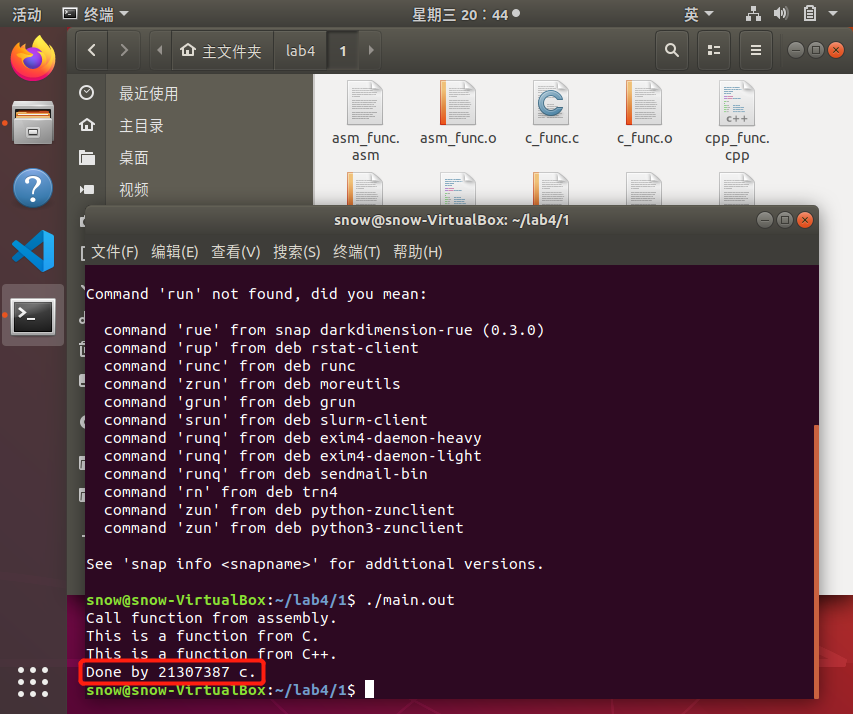 活动
终端
星期三 20：44
英
主文件夹
lab4
1
最近使用
主目录
桌面
视频
asm_func.
asm
asm_func.o
c_func.c
c_func.o
c++
cpp_func.
cpp
snow@snow-VirtualBox: ~/lab4/1
文件(F) 编辑(E) 查看(V) 搜索(S) 终端(T) 帮助(H)
Command 'run' not found, did you mean:
command 'rue' from snap darkdimension-rue (0.3.0)
command 'rup' from deb rstat-client
command 'runc' from deb runc
command 'zrun' from deb moreutils
command 'grun' from deb grun
command 'srun' from deb slurm-client
command 'runq' from deb exim4-daemon-heavy
command 'runq' from deb exim4-daemon-light
command 'runq' from deb sendmail-bin
command 'rn' from deb trn4
command 'zun' from deb python-zunclient
command 'zun' from deb python3-zunclient
See 'snap info <snapname>' for additional versions.
snow@snow-VirtualBox:~/lab4/1$ ./main.out
Call function from assembly.
This is a function from C.
This is a function from C++.
Done by 21307387 c.
snow@snow-VirtualBox:~/lab4/1$